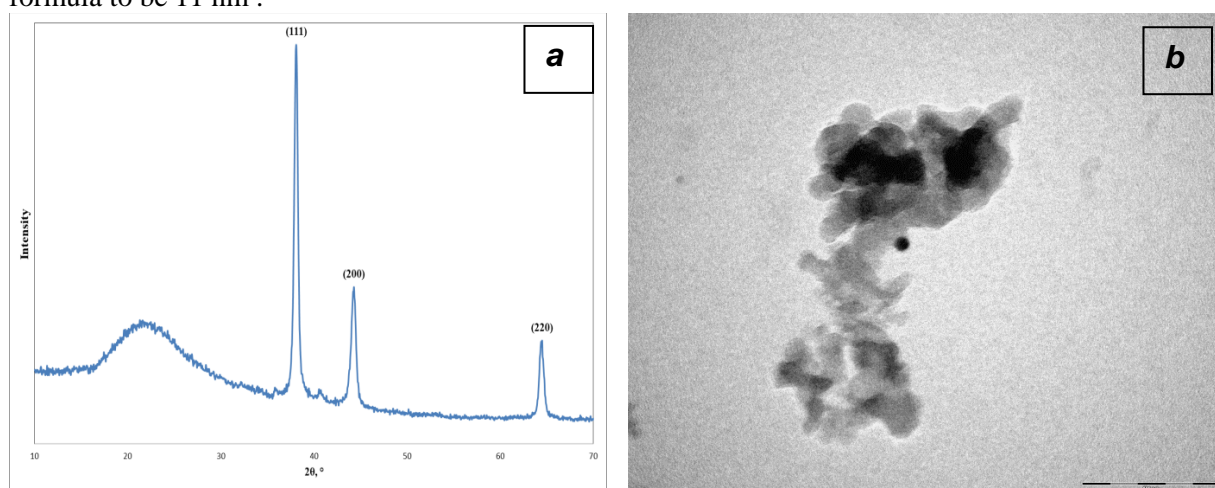 formula to be 11 nm .
a
b
(111)
(200)
(220)
Intensity
10 20 30 40 50 60 70
2θ, °